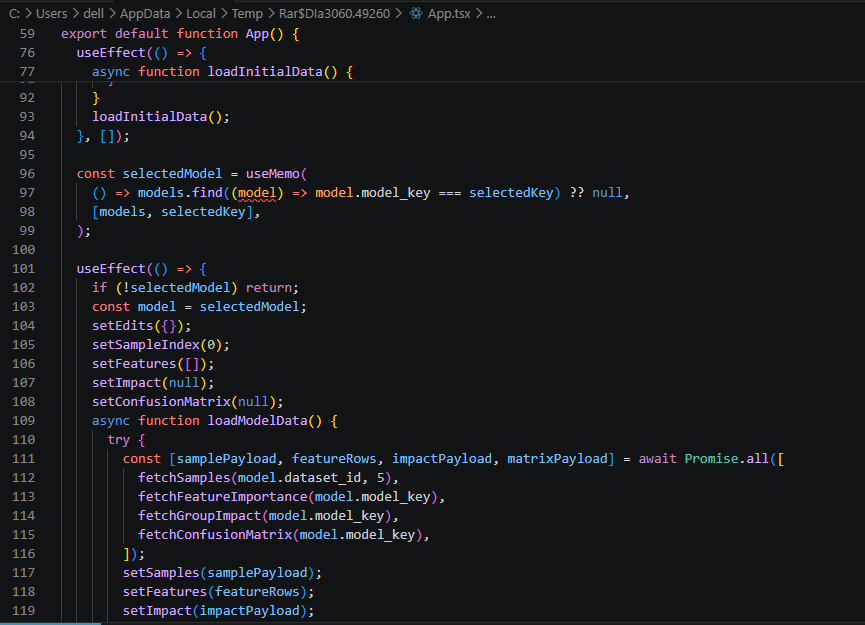 C: > Users > dell > AppData > Local > Temp > Rar$DIa3060.49260 > App.tsx > ...
59 export default function App() {
76 useEffect(() => {
77 async function loadInitialData() {
92 }
93 loadInitialData();
94 }, []);
95
96 const selectedModel = useMemo(
97 () => models.find((model) => model.model_key === selectedKey) ?? null,
98 [models, selectedKey],
99 );
100
101 useEffect(() => {
102 if (!selectedModel) return;
103 const model = selectedModel;
104 setEdits({});
105 setSampleIndex(0);
106 setFeatures([]);
107 setImpact(null);
108 setConfusionMatrix(null);
109 async function loadModelData() {
110 try {
111 const [samplePayload, featureRows, impactPayload, matrixPayload] = await Promise.all([
112 fetchSamples(model.dataset_id, 5),
113 fetchFeatureImportance(model.model_key),
114 fetchGroupImpact(model.model_key),
115 fetchConfusionMatrix(model.model_key),
116 ]);
117 setSamples(samplePayload);
118 setFeatures(featureRows);
119 setImpact(impactPayload);